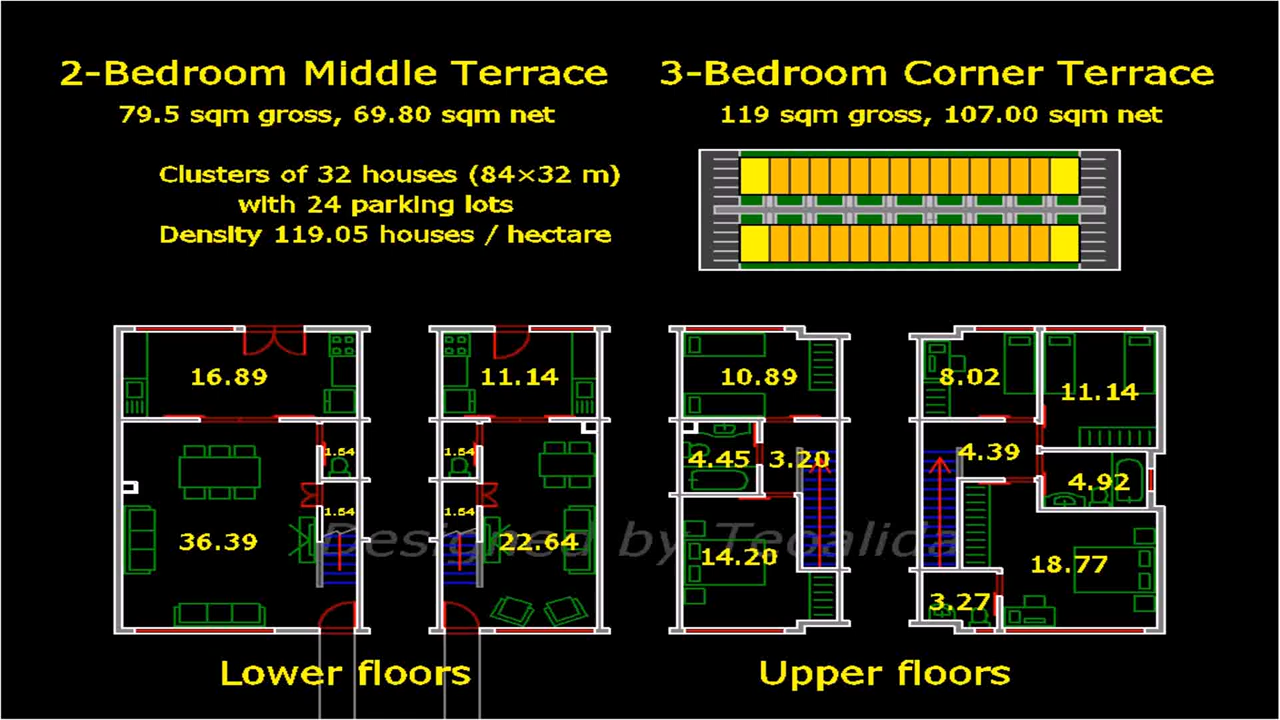 2-Bedroom Middle Terrace
79.5 sqm gross, 69.80 sqm net
3-Bedroom Corner Terrace
119 sqm gross, 107.00 sqm net
Clusters of 32 houses (84×32 m)
with 24 parking lots
Density 119.05 houses / hectare
16.89
11.14
10.89
8.02
11.14
1.54
1.54
4.45
3.20
4.39
4.92
1.54
1.54
36.39
22.64
Designed by Teoalida
14.20
18.77
3.27
Lower floors
Upper floors